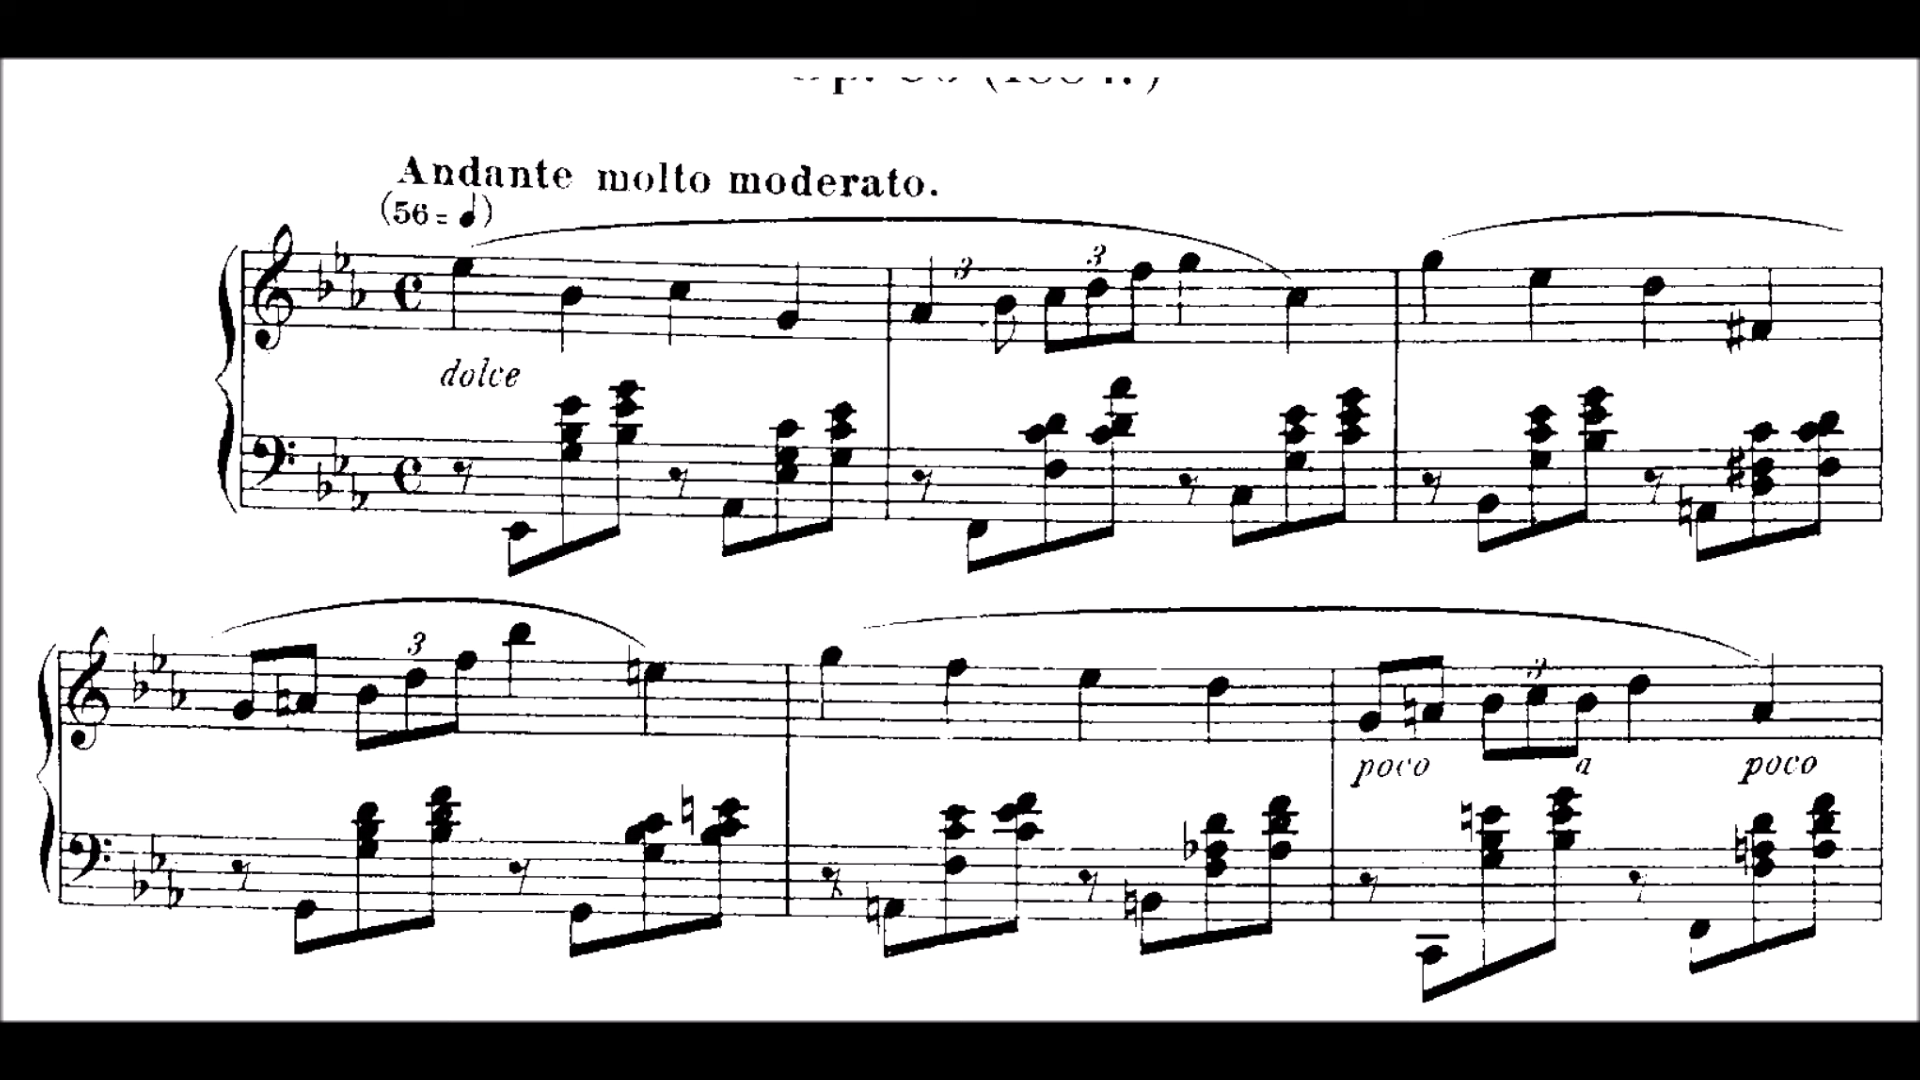 Andante molto moderato.
(56 = ♩)
3 3
dolce
3
3
poco a poco